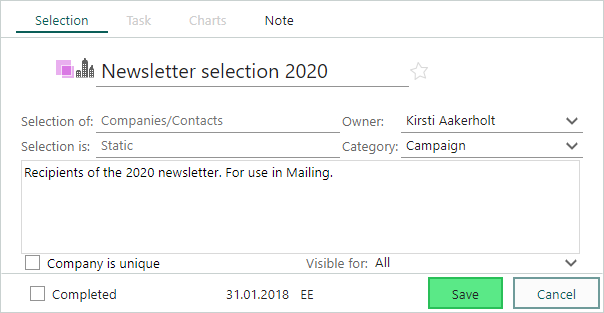 Selection Task Charts Note
Newsletter selection 2020
Selection of: Companies/Contacts Owner: Kirsti Aakerholt
Selection is: Static Category: Campaign
Recipients of the 2020 newsletter. For use in Mailing.
Company is unique Visible for: All
Completed 31.01.2018 EE Save Cancel